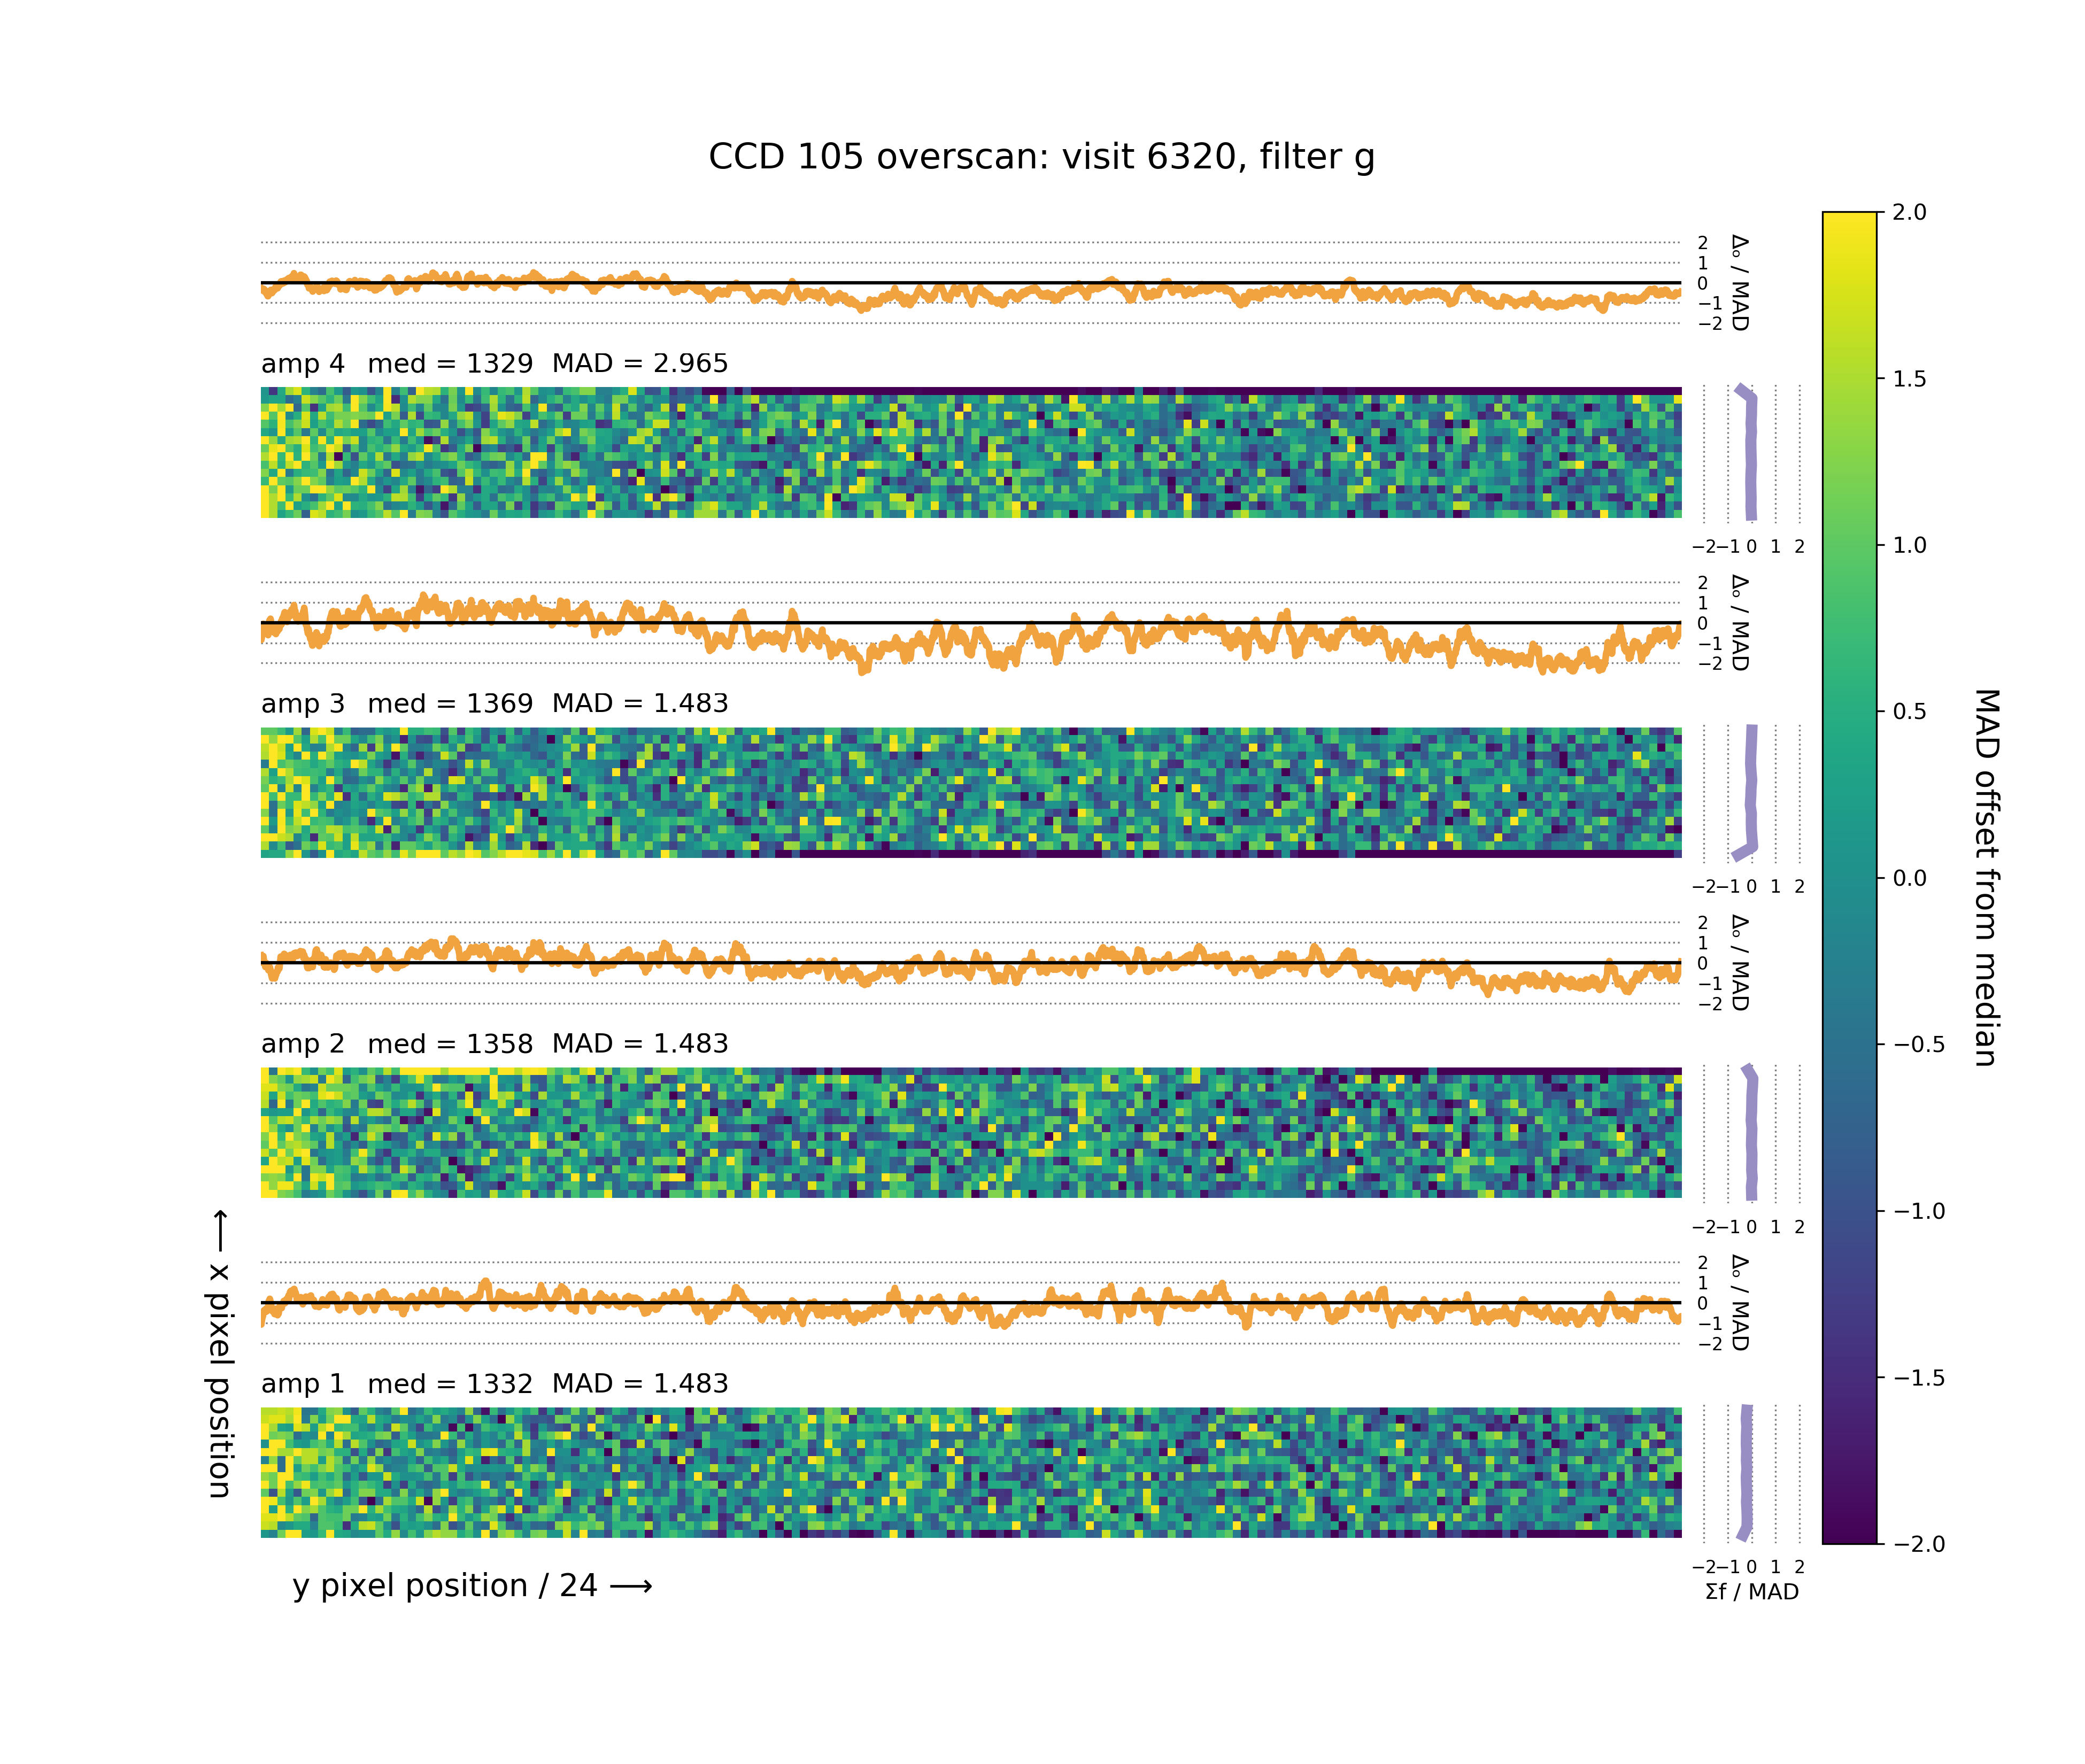 CCD 105 overscan: visit 6320, filter g
2
1
0
−1
−2
Δₒ / MAD
amp 4 med = 1329 MAD = 2.965
−2 −1 0 1 2
2
1
0
−1
−2
Δₒ / MAD
amp 3 med = 1369 MAD = 1.483
−2 −1 0 1 2
2
1
0
−1
−2
Δₒ / MAD
amp 2 med = 1358 MAD = 1.483
−2 −1 0 1 2
2
1
0
−1
−2
Δₒ / MAD
amp 1 med = 1332 MAD = 1.483
−2 −1 0 1 2
Σf / MAD
⟵ x pixel position
y pixel position / 24 ⟶
2.0
1.5
1.0
0.5
0.0
−0.5
−1.0
−1.5
−2.0
MAD offset from median